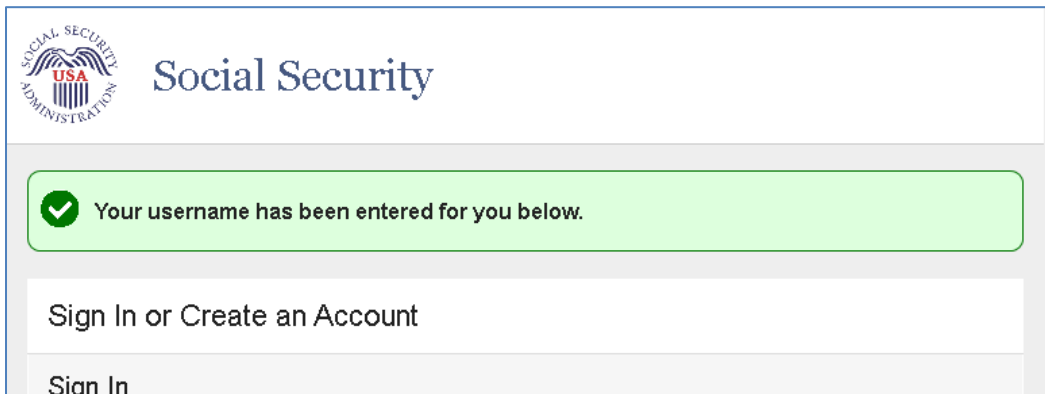 SOCIAL SECURITY ADMINISTRATION
USA
Social Security
Your username has been entered for you below.
Sign In or Create an Account
Sign In